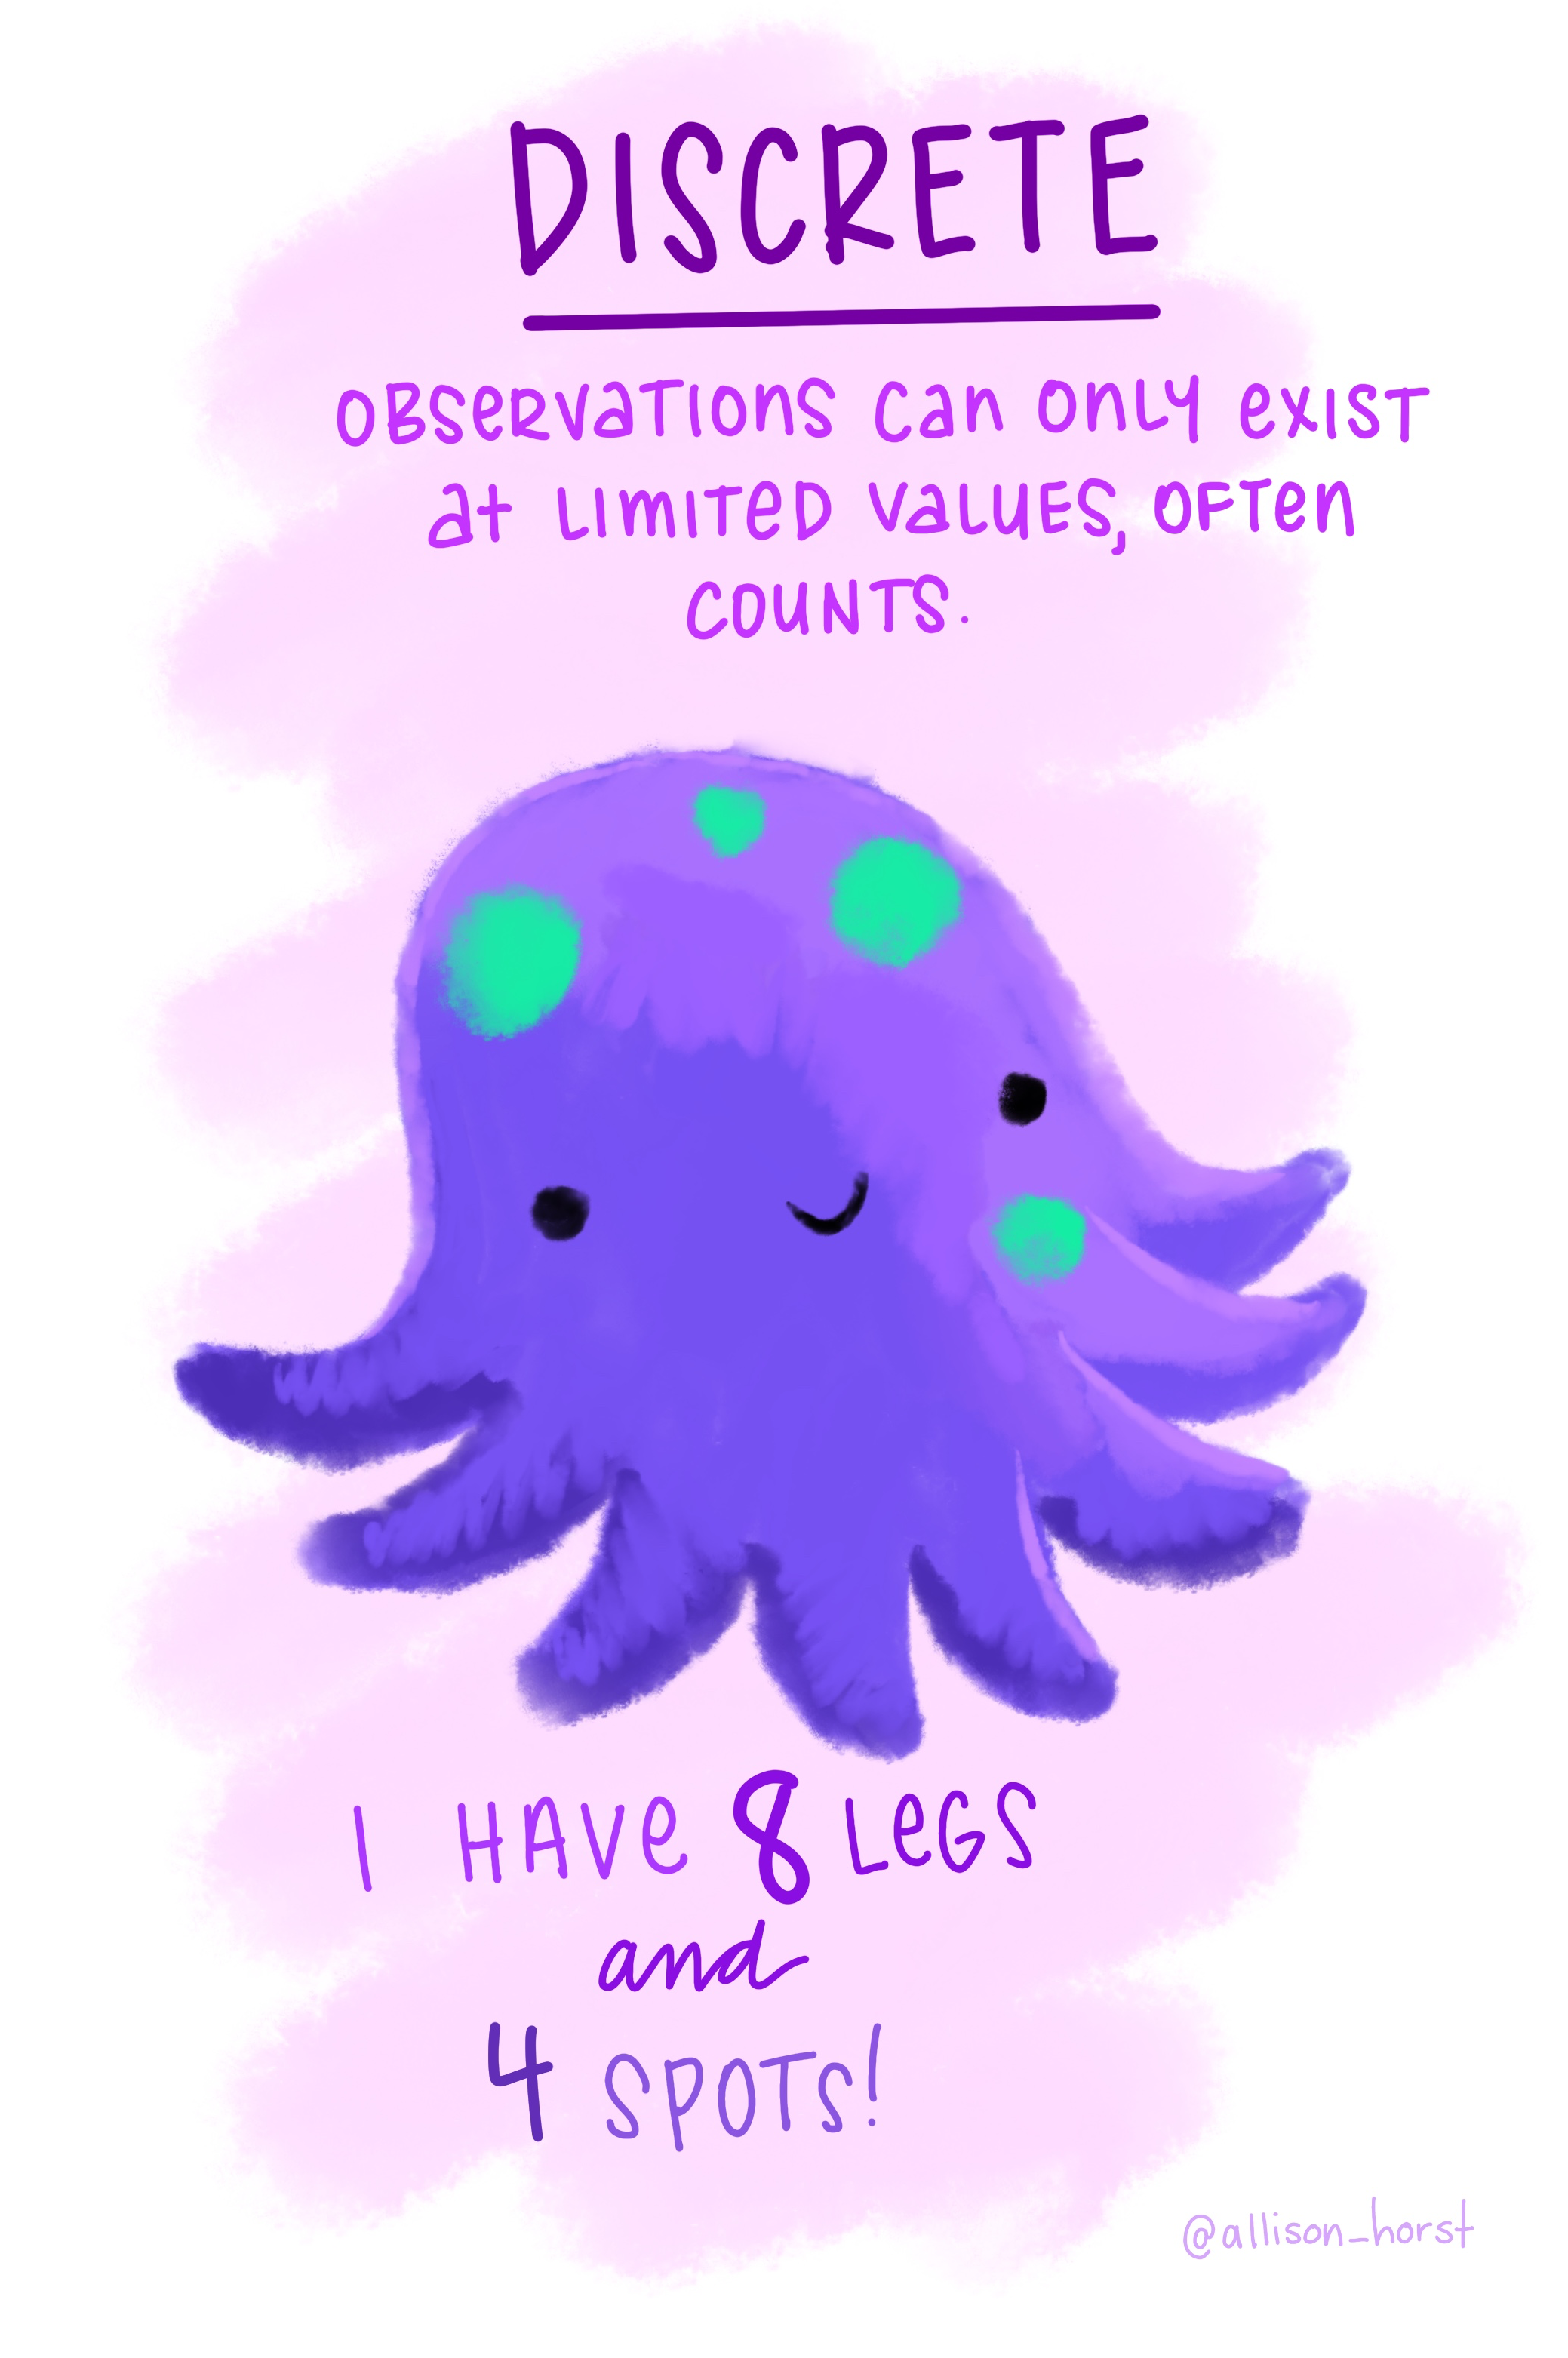 DISCRETE
OBSERVATIONS can ONLY EXIST
at LIMITED VALUES, OFTEN
COUNTS.
I HAVE 8 LEGS
and
4 SPOTS!
@allison_horst